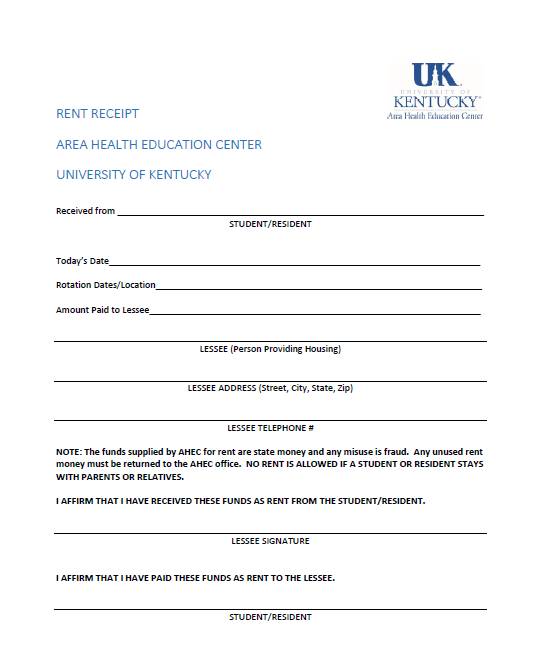 UK
UNIVERSITY OF
KENTUCKY®
Area Health Education Center
RENT RECEIPT
AREA HEALTH EDUCATION CENTER
UNIVERSITY OF KENTUCKY
Received from
STUDENT/RESIDENT
Today's Date
Rotation Dates/Location
Amount Paid to Lessee
LESSEE (Person Providing Housing)
LESSEE ADDRESS (Street, City, State, Zip)
LESSEE TELEPHONE #
NOTE: The funds supplied by AHEC for rent are state money and any misuse is fraud. Any unused rent
money must be returned to the AHEC office. NO RENT IS ALLOWED IF A STUDENT OR RESIDENT STAYS
WITH PARENTS OR RELATIVES.
I AFFIRM THAT I HAVE RECEIVED THESE FUNDS AS RENT FROM THE STUDENT/RESIDENT.
LESSEE SIGNATURE
I AFFIRM THAT I HAVE PAID THESE FUNDS AS RENT TO THE LESSEE.
STUDENT/RESIDENT